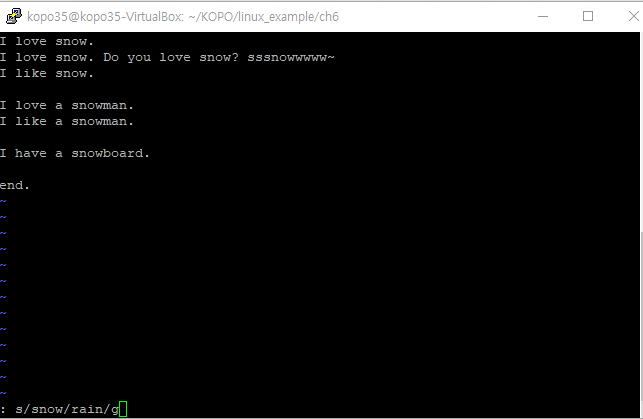 kopo35@kopo35-VirtualBox: ~/KOPO/linux_example/ch6
I love snow.
I love snow. Do you love snow? sssnowwwww~
I like snow.
I love a snowman.
I like a snowman.
I have a snowboard.
end.
~
~
~
~
~
~
~
~
~
~
~
~
~
: s/snow/rain/g